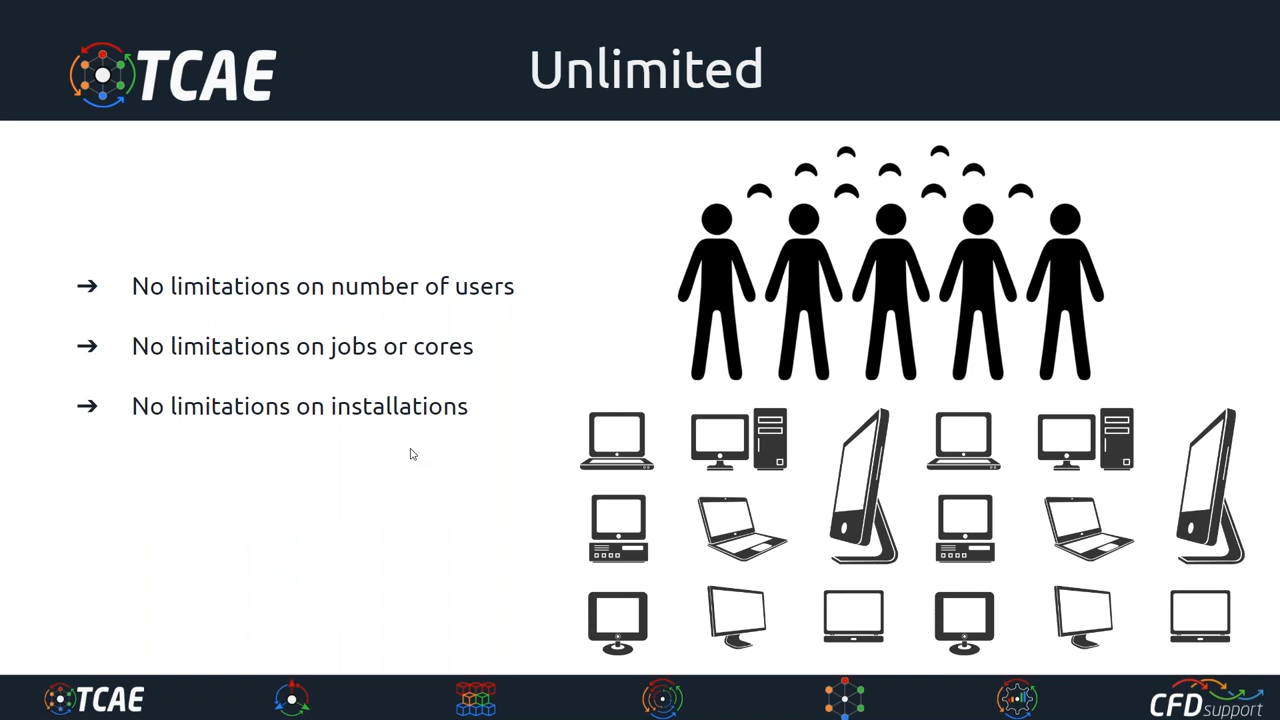 TCAE
Unlimited
➔ No limitations on number of users
➔ No limitations on jobs or cores
➔ No limitations on installations
TCAE
CFD support